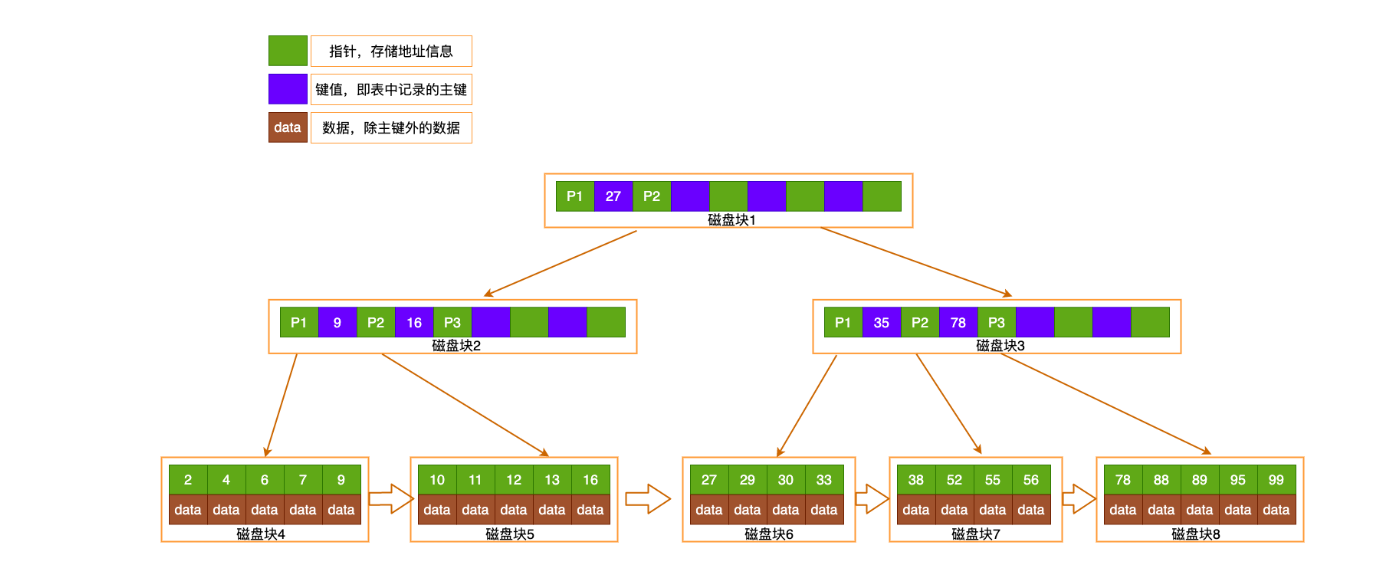 指针，存储地址信息
键值，即表中记录的主键
data 数据，除主键外的数据
P1 27 P2
磁盘块1
P1 9 P2 16 P3
磁盘块2
P1 35 P2 78 P3
磁盘块3
2 4 6 7 9
data data data data data
磁盘块4
10 11 12 13 16
data data data data data
磁盘块5
27 29 30 33
data data data data
磁盘块6
38 52 55 56
data data data data
磁盘块7
78 88 89 95 99
data data data data data
磁盘块8